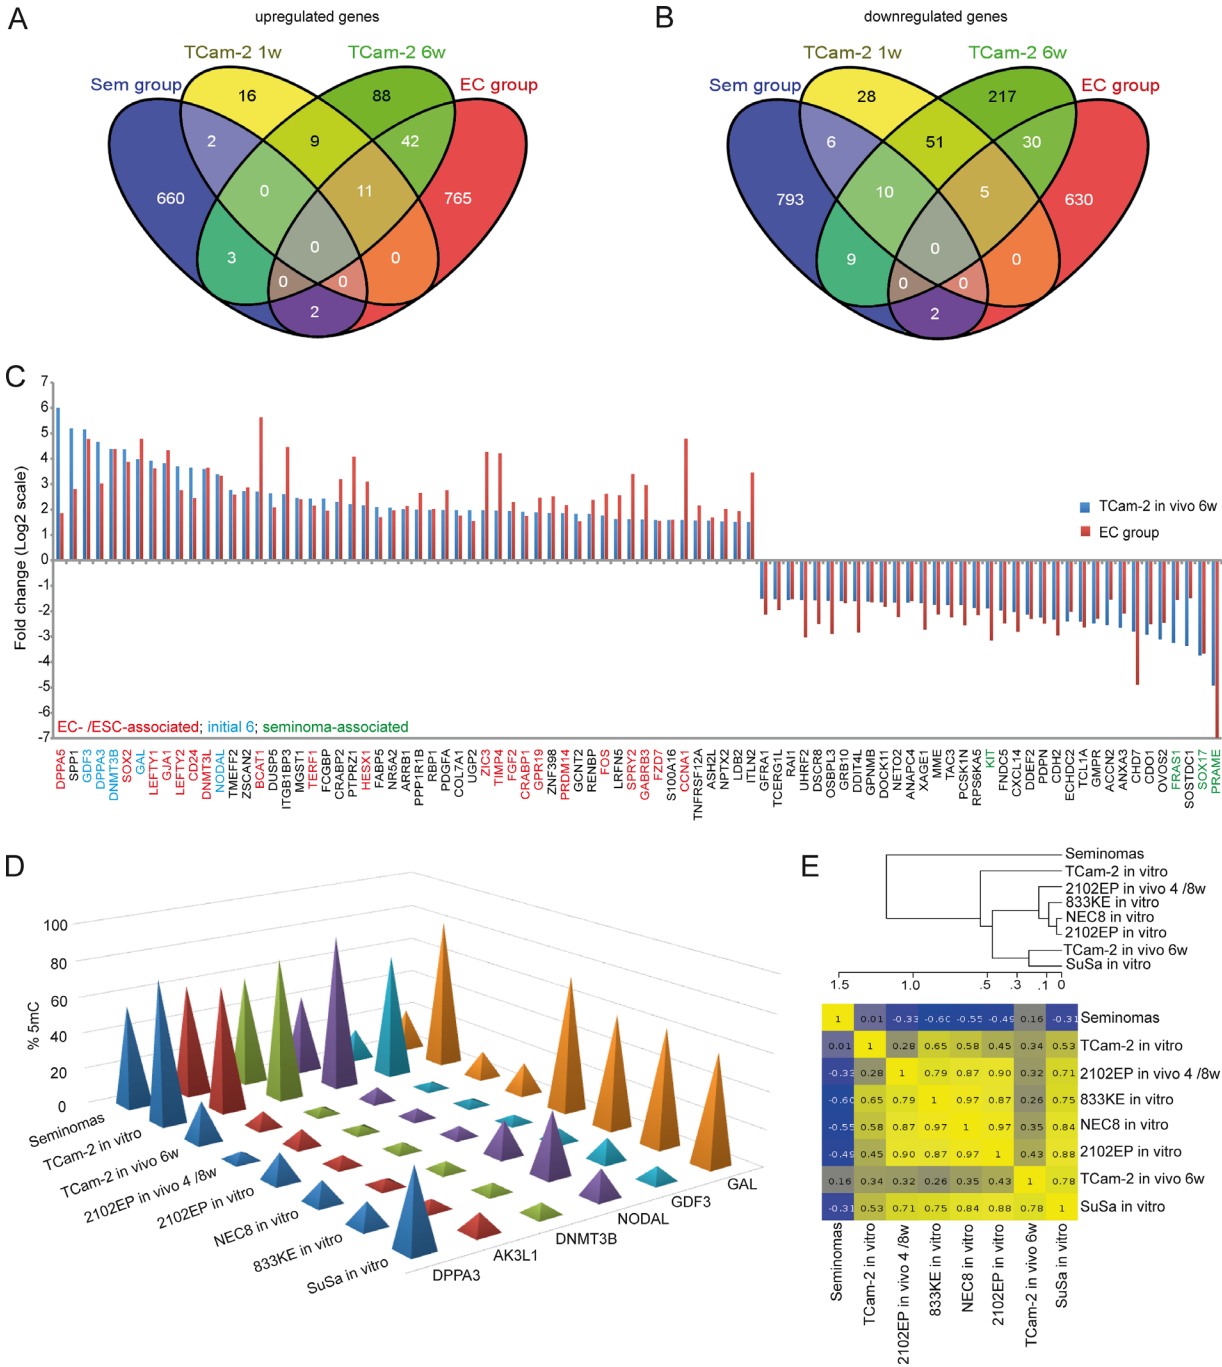 A
upregulated genes
Sem group
TCam-2 1w
TCam-2 6w
EC group
16
88
2
9
42
660
0
11
765
3
0
0
0
0
2
B
downregulated genes
Sem group
TCam-2 1w
TCam-2 6w
EC group
28
217
6
51
30
793
10
5
630
9
0
0
0
0
2
C
Fold change (Log2 scale)
7
6
5
4
3
2
1
0
-1
-2
-3
-4
-5
-6
-7
TCam-2 in vivo 6w
EC group
EC- /ESC-associated; initial 6; seminoma-associated
DPPA5
SPP1
GDF3
DPPA3
DNMT3B
SOX2
GAL
LEFTY1
GJA1
LEFTY2
CD24
DNMT3L
NODAL
TMEFF2
ZSCAN2
BCAT1
DUSP5
ITGB1BP3
MGST1
TERF1
FCGBP
CRABP2
PTPRZ1
HESX1
FABP5
NR5A2
ARRB1
PPP1R1B
RBP1
PDGFA
COL7A1
UGP2
ZIC3
TIMP4
FGF2
CRABP1
GPR19
ZNF398
PRDM14
GCNT2
RENBP
FOS
LRFN5
SPRY2
GABRB3
FZD7
S100A16
CCNA1
TNFRSF12A
ASH2L
NPTX2
LDB2
ITLN2
GFRA1
TCERG1L
RAI1
UHRF2
DSCR8
OSBPL3
GRB10
DDIT4L
GPNMB
DOCK11
NETO2
ANAPC4
XAGE1
MME
TAC3
PCSK1N
RPS6KA5
KIT
FNDC5
CXCL14
DDEF2
PDPN
CDH2
ECHDC2
TCL1A
GMPR
ACCN2
ANXA3
CHD7
CDO1
OVOS2
FRAS1
SOSTDC1
SOX17
PRAME
D
% 5mC
100
80
60
40
20
0
Seminomas
TCam-2 in vitro
TCam-2 in vivo 6w
2102EP in vivo 4 /8w
2102EP in vitro
NEC8 in vitro
833KE in vitro
SuSa in vitro
DPPA3
AK3L1
DNMT3B
NODAL
GDF3
GAL
E
Seminomas
TCam-2 in vitro
2102EP in vivo 4 /8w
833KE in vitro
NEC8 in vitro
2102EP in vitro
TCam-2 in vivo 6w
SuSa in vitro
1.5 1.0 .5 .3 .1 0
1 0.01 -0.33 -0.60 -0.55 -0.49 0.16 -0.31 Seminomas
0.01 1 0.28 0.65 0.58 0.45 0.34 0.53 TCam-2 in vitro
-0.33 0.28 1 0.79 0.87 0.90 0.32 0.71 2102EP in vivo 4 /8w
-0.60 0.65 0.79 1 0.97 0.87 0.26 0.75 833KE in vitro
-0.55 0.58 0.87 0.97 1 0.97 0.35 0.84 NEC8 in vitro
-0.49 0.45 0.90 0.87 0.97 1 0.43 0.88 2102EP in vitro
0.16 0.34 0.32 0.26 0.35 0.43 1 0.78 TCam-2 in vivo 6w
-0.31 0.53 0.71 0.75 0.84 0.88 0.78 1 SuSa in vitro
Seminomas
TCam-2 in vitro
2102EP in vivo 4 /8w
833KE in vitro
NEC8 in vitro
2102EP in vitro
TCam-2 in vivo 6w
SuSa in vitro